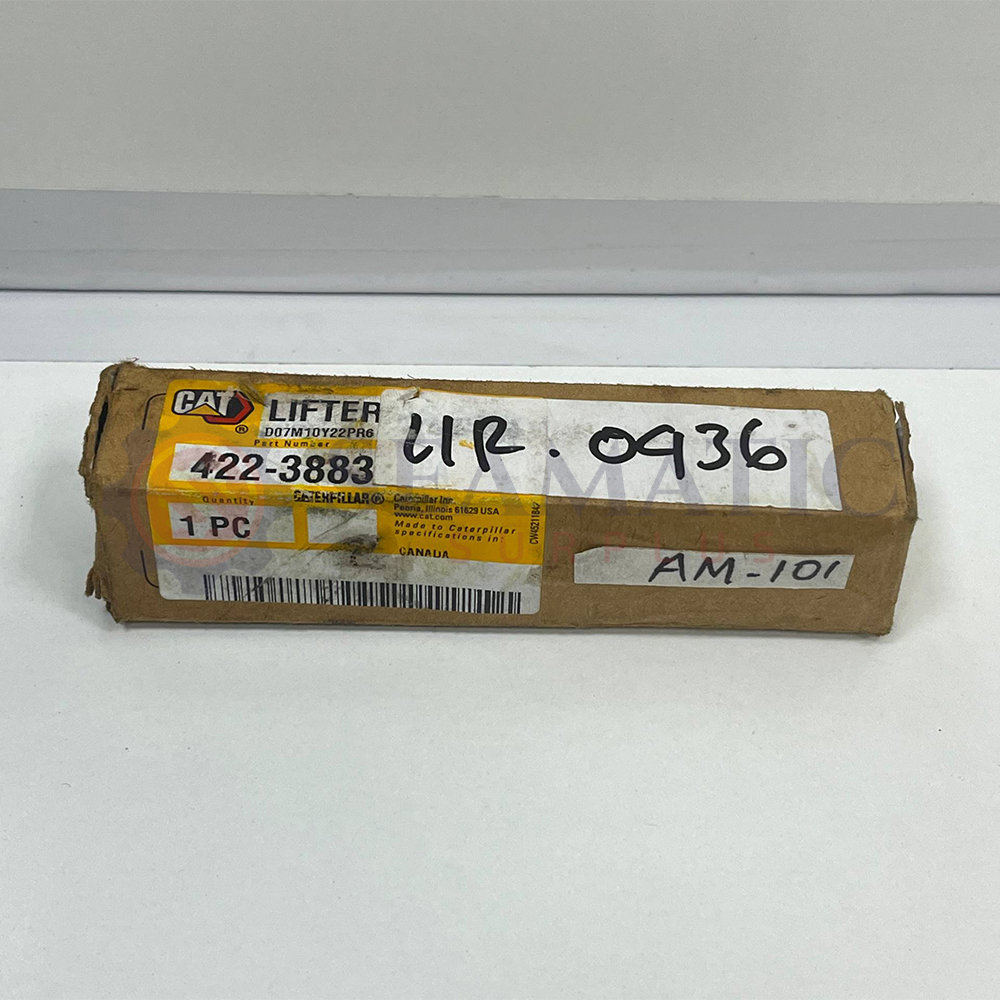 CAT
®
LIFTER
D07M10Y22PR6
Part Number
422-3883
LIR. 0936
CATERPILLAR®
Quantity
1 PC
Caterpillar Inc.
Peoria, Illinois 61629 USA
www.cat.com
Made to Caterpillar
specifications in:
CANADA
AM-101